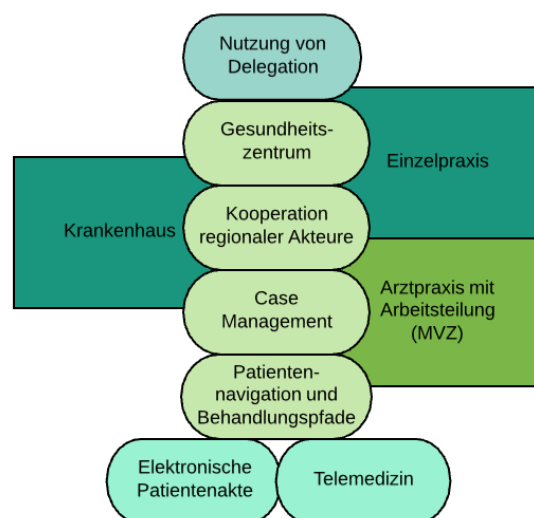 Nutzung von
Delegation
Gesundheits-
zentrum
Einzelpraxis
Krankenhaus
Kooperation
regionaler Akteure
Case
Management
Arztpraxis mit
Arbeitsteilung
(MVZ)
Patienten-
navigation und
Behandlungspfade
Elektronische
Patientenakte
Telemedizin